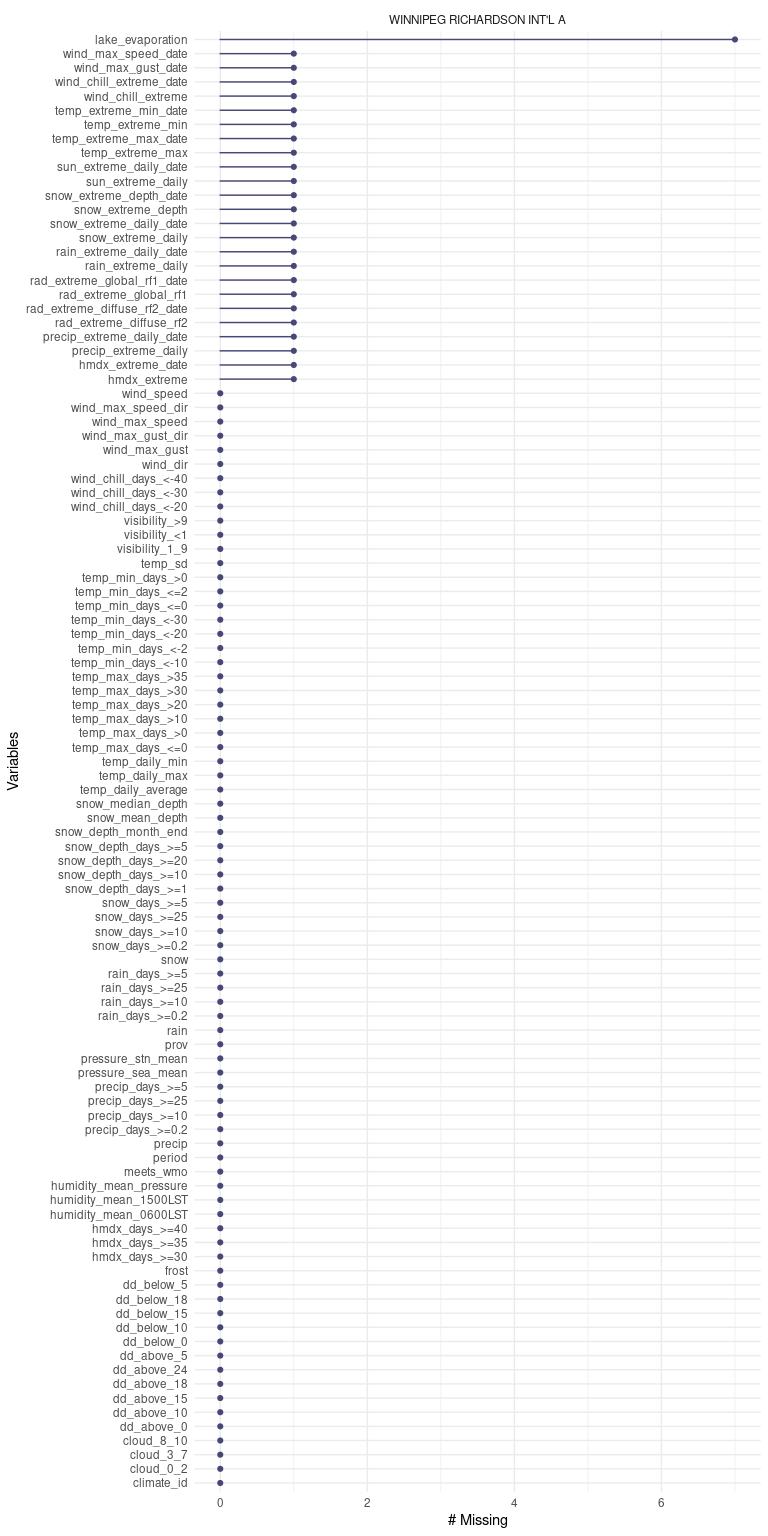 WINNIPEG RICHARDSON INT'L A
lake_evaporation
wind_max_speed_date
wind_max_gust_date
wind_chill_extreme_date
wind_chill_extreme
temp_extreme_min_date
temp_extreme_min
temp_extreme_max_date
temp_extreme_max
sun_extreme_daily_date
sun_extreme_daily
snow_extreme_depth_date
snow_extreme_depth
snow_extreme_daily_date
snow_extreme_daily
rain_extreme_daily_date
rain_extreme_daily
rad_extreme_global_rf1_date
rad_extreme_global_rf1
rad_extreme_diffuse_rf2_date
rad_extreme_diffuse_rf2
precip_extreme_daily_date
precip_extreme_daily
hmdx_extreme_date
hmdx_extreme
wind_speed
wind_max_speed_dir
wind_max_speed
wind_max_gust_dir
wind_max_gust
wind_dir
wind_chill_days_<-40
wind_chill_days_<-30
wind_chill_days_<-20
visibility_>9
visibility_<1
visibility_1_9
temp_sd
temp_min_days_>0
temp_min_days_<=2
temp_min_days_<=0
temp_min_days_<-30
temp_min_days_<-20
temp_min_days_<-2
temp_min_days_<-10
temp_max_days_>35
temp_max_days_>30
temp_max_days_>20
temp_max_days_>10
temp_max_days_>0
temp_max_days_<=0
temp_daily_min
temp_daily_max
temp_daily_average
snow_median_depth
snow_mean_depth
snow_depth_month_end
snow_depth_days_>=5
snow_depth_days_>=20
snow_depth_days_>=10
snow_depth_days_>=1
snow_days_>=5
snow_days_>=25
snow_days_>=10
snow_days_>=0.2
snow
rain_days_>=5
rain_days_>=25
rain_days_>=10
rain_days_>=0.2
rain
prov
pressure_stn_mean
pressure_sea_mean
precip_days_>=5
precip_days_>=25
precip_days_>=10
precip_days_>=0.2
precip
period
meets_wmo
humidity_mean_pressure
humidity_mean_1500LST
humidity_mean_0600LST
hmdx_days_>=40
hmdx_days_>=35
hmdx_days_>=30
frost
dd_below_5
dd_below_18
dd_below_15
dd_below_10
dd_below_0
dd_above_5
dd_above_24
dd_above_18
dd_above_15
dd_above_10
dd_above_0
cloud_8_10
cloud_3_7
cloud_0_2
climate_id
Variables
0 2 4 6
# Missing